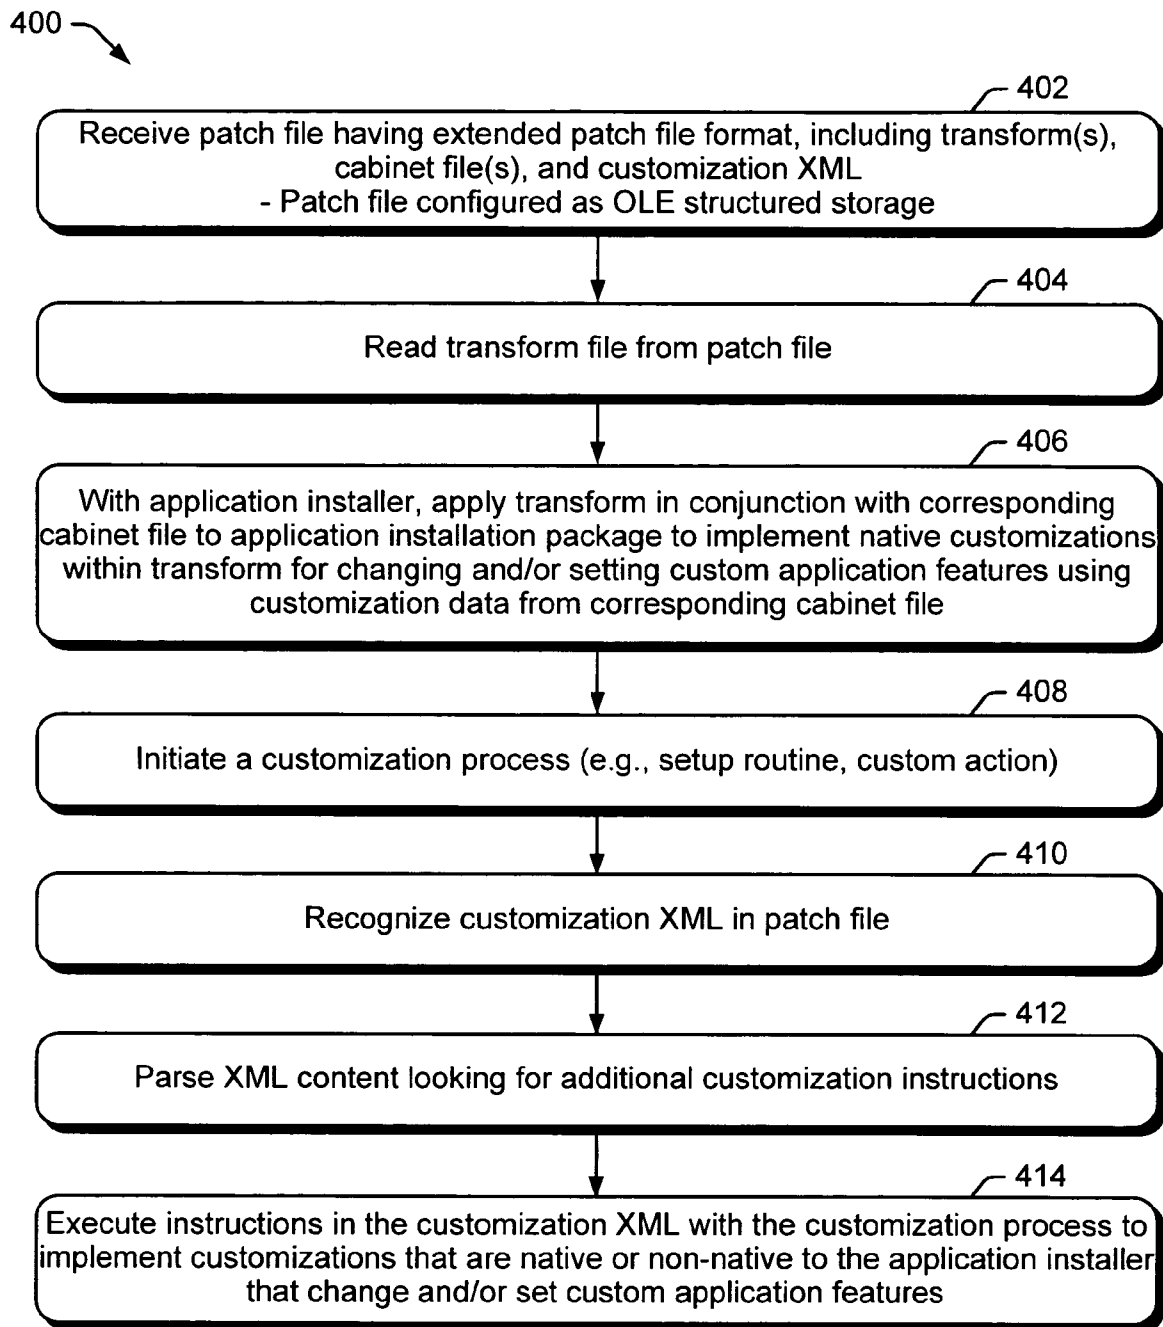 400
402
Receive patch file having extended patch file format, including transform(s),
cabinet file(s), and customization XML
- Patch file configured as OLE structured storage
404
Read transform file from patch file
406
With application installer, apply transform in conjunction with corresponding
cabinet file to application installation package to implement native customizations
within transform for changing and/or setting custom application features using
customization data from corresponding cabinet file
408
Initiate a customization process (e.g., setup routine, custom action)
410
Recognize customization XML in patch file
412
Parse XML content looking for additional customization instructions
414
Execute instructions in the customization XML with the customization process to
implement customizations that are native or non-native to the application installer
that change and/or set custom application features